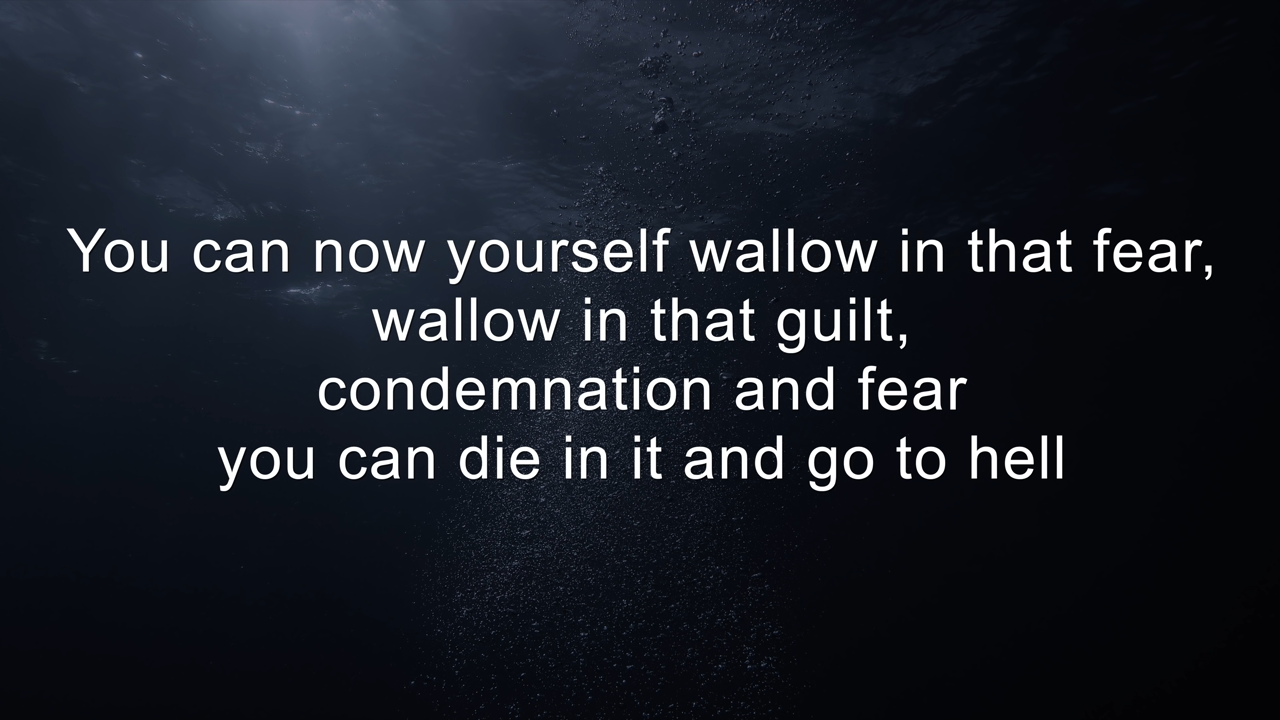 You can now yourself wallow in that fear,
wallow in that guilt,
condemnation and fear
you can die in it and go to hell